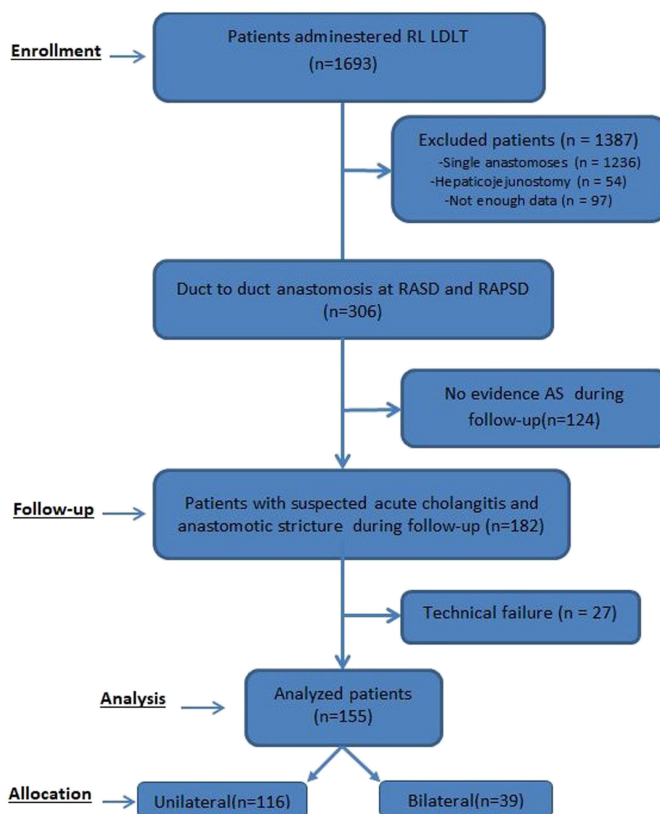 Enrollment
Patients adminestered RL LDLT
(n=1693)
Excluded patients (n = 1387)
-Single anastomoses (n = 1236)
-Hepaticojejunostomy (n = 54)
-Not enough data (n = 97)
Duct to duct anastomosis at RASD and RAPSD
(n=306)
No evidence AS during
follow-up(n=124)
Follow-up
Patients with suspected acute cholangitis and
anastomotic stricture during follow-up (n=182)
Technical failure (n = 27)
Analysis
Analyzed patients
(n=155)
Allocation
Unilateral(n=116)
Bilateral(n=39)